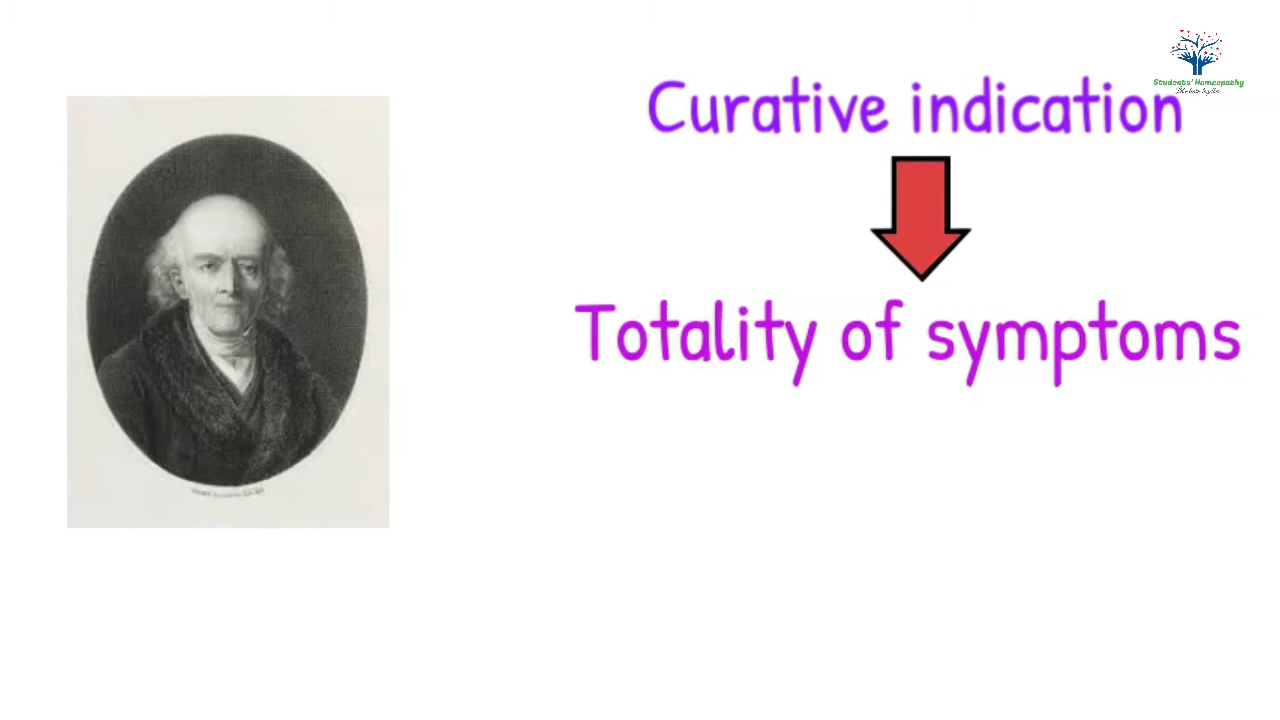 Students' Homeopathy
Curative indication
Totality of symptoms